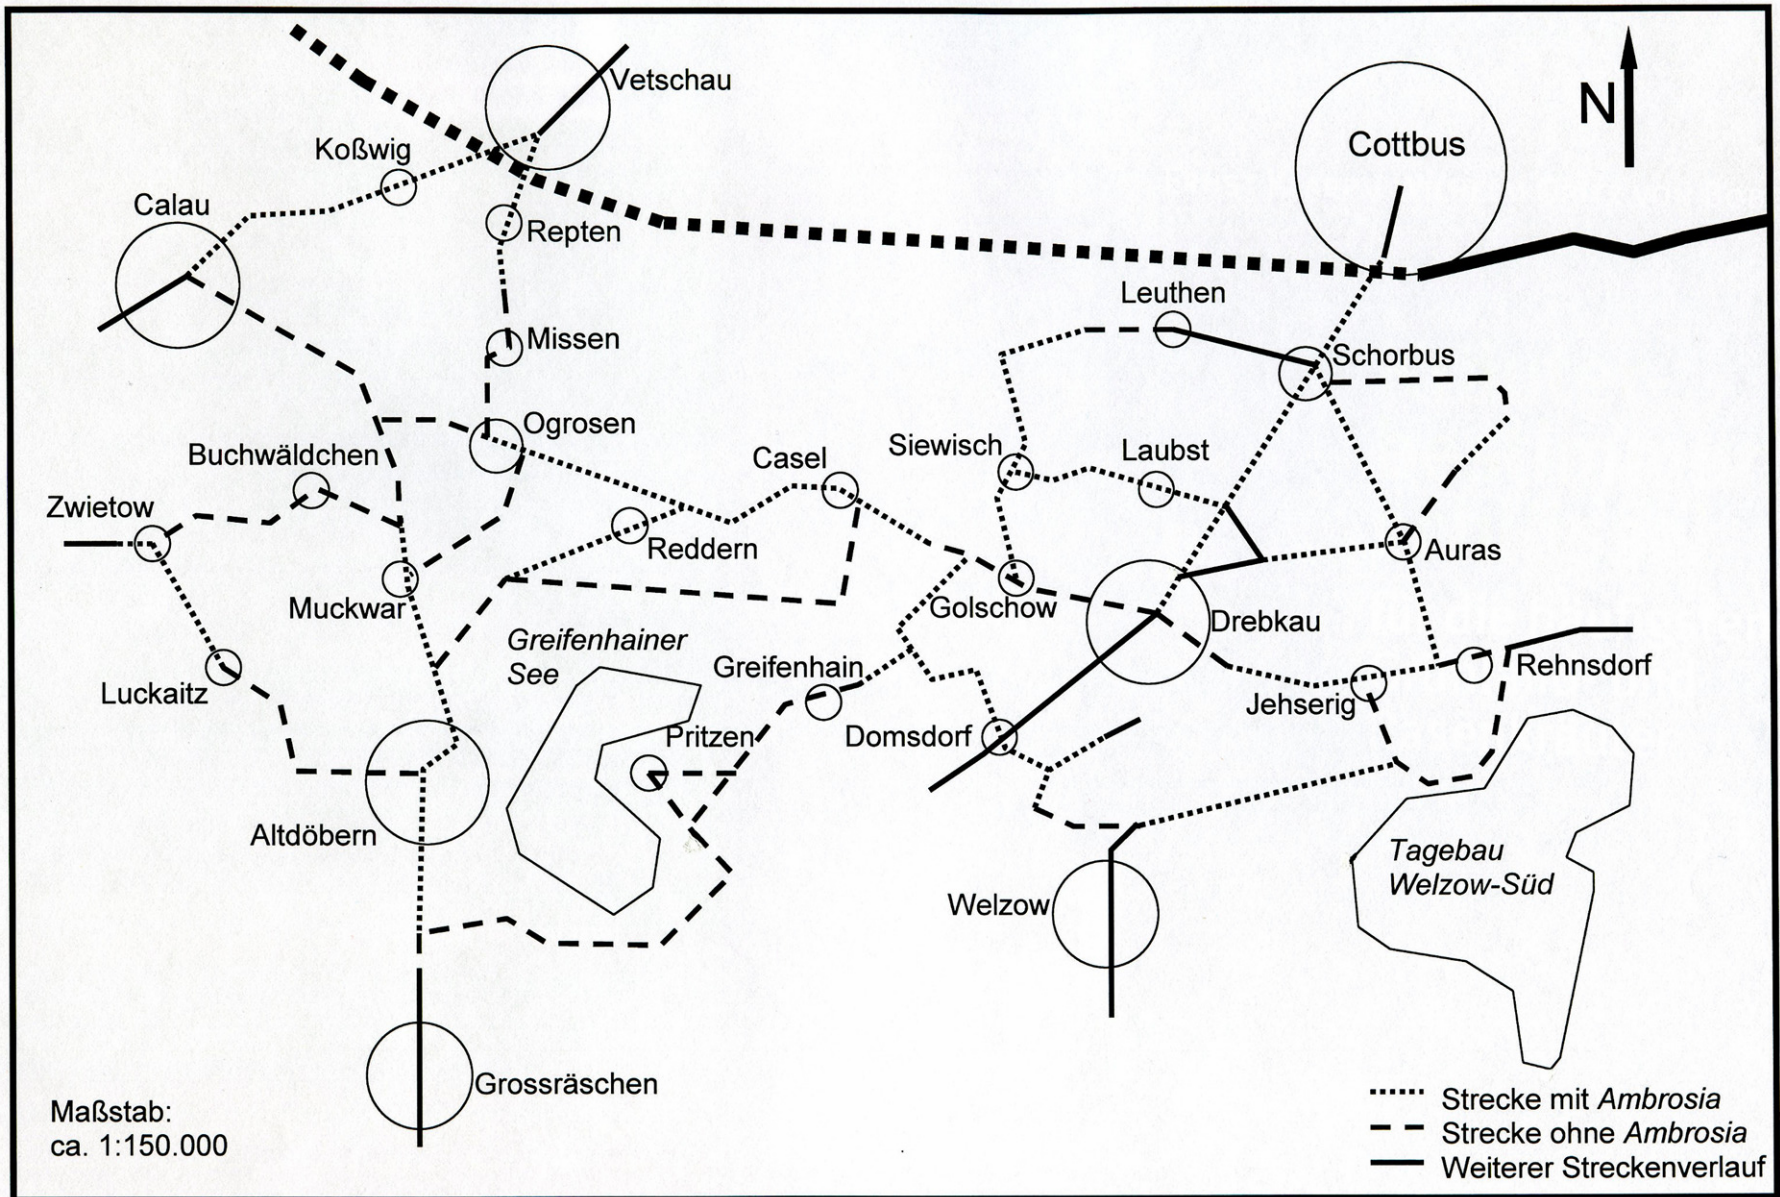 Vetschau
N
Cottbus
Koßwig
Calau
Repten
Leuthen
Missen
Schorbus
Ogrosen
Buchwäldchen
Casel
Siewisch
Laubst
Zwietow
Reddern
Auras
Muckwar
Golschow
Drebkau
Greifenhainer
See
Greifenhain
Rehnsdorf
Luckaitz
Jehserig
Pritzen
Domsdorf
Altdöbern
Tagebau
Welzow-Süd
Welzow
Grossräschen
Maßstab:
ca. 1:150.000
Strecke mit Ambrosia
Strecke ohne Ambrosia
Weiterer Streckenverlauf